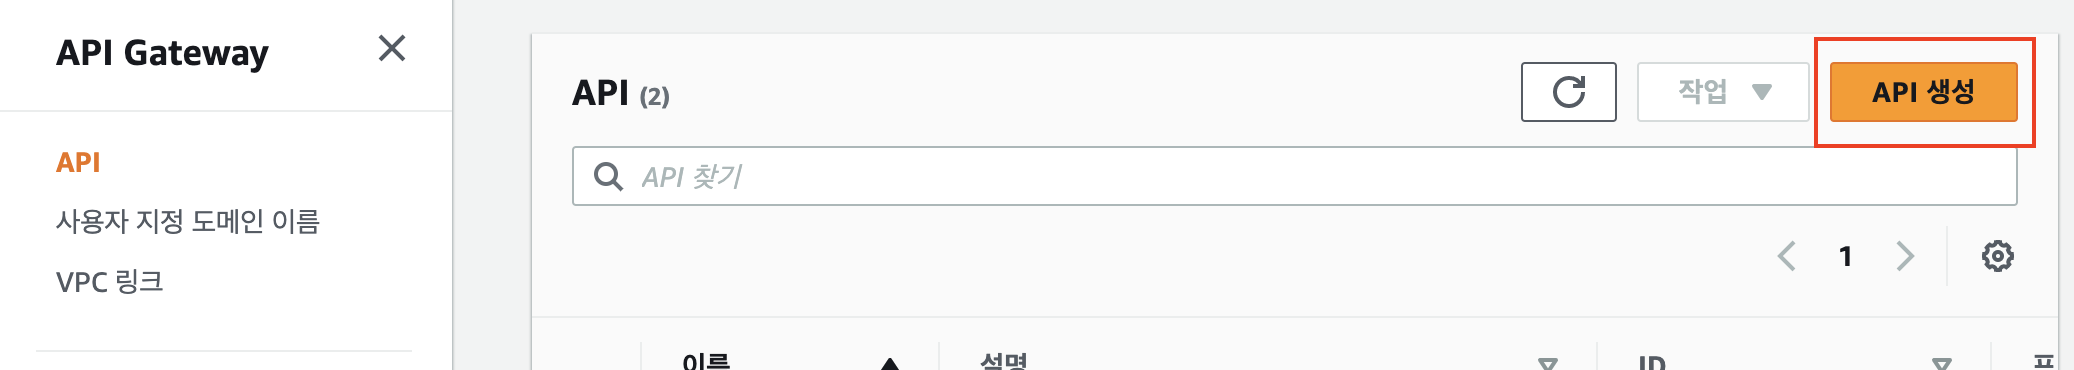 API Gateway
API
사용자 지정 도메인 이름
VPC 링크
API (2)
작업
API 생성
API 찾기
1
이름
설명
ID